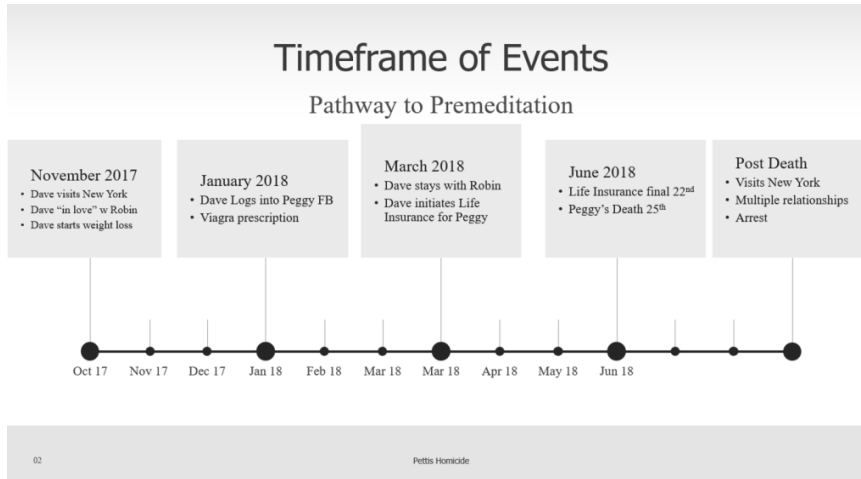 Timeframe of Events
Pathway to Premeditation
November 2017
• Dave visits New York
• Dave “in love” w Robin
• Dave starts weight loss
January 2018
• Dave Logs into Peggy FB
• Viagra prescription
March 2018
• Dave stays with Robin
• Dave initiates Life
Insurance for Peggy
June 2018
• Life Insurance final 22nd
• Peggy’s Death 25th
Post Death
• Visits New York
• Multiple relationships
• Arrest
Oct 17
Nov 17
Dec 17
Jan 18
Feb 18
Mar 18
Mar 18
Apr 18
May 18
Jun 18
02
Pettis Homicide